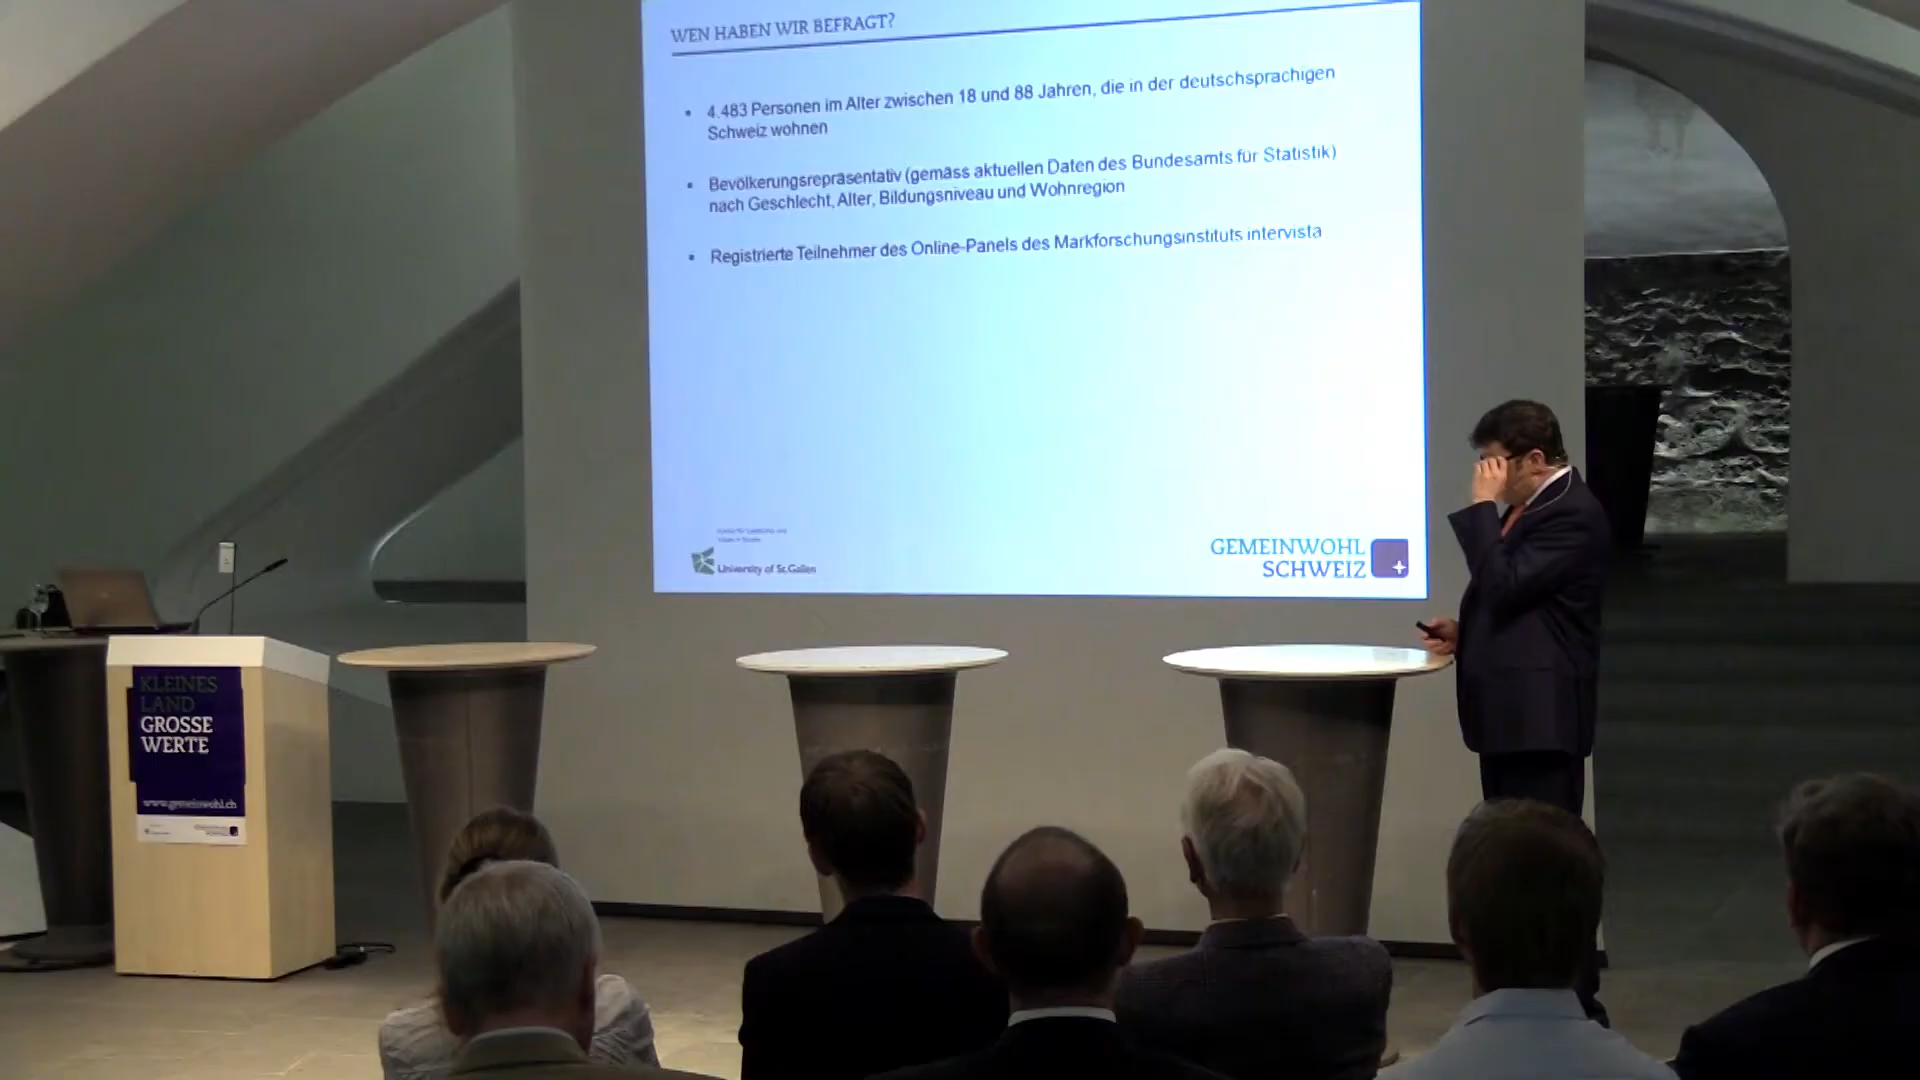 WEN HABEN WIR BEFRAGT?
• 4.483 Personen im Alter zwischen 18 und 88 Jahren, die in der deutschsprachigen
Schweiz wohnen
• Bevölkerungsrepräsentativ (gemäss aktuellen Daten des Bundesamts für Statistik)
nach Geschlecht, Alter, Bildungsniveau und Wohnregion
• Registrierte Teilnehmer des Online-Panels des Markforschungsinstituts intervista
University of St.Gallen
GEMEINWOHL
SCHWEIZ
KLEINES
LAND
GROSSE
WERTE
www.gemeinwohl.ch